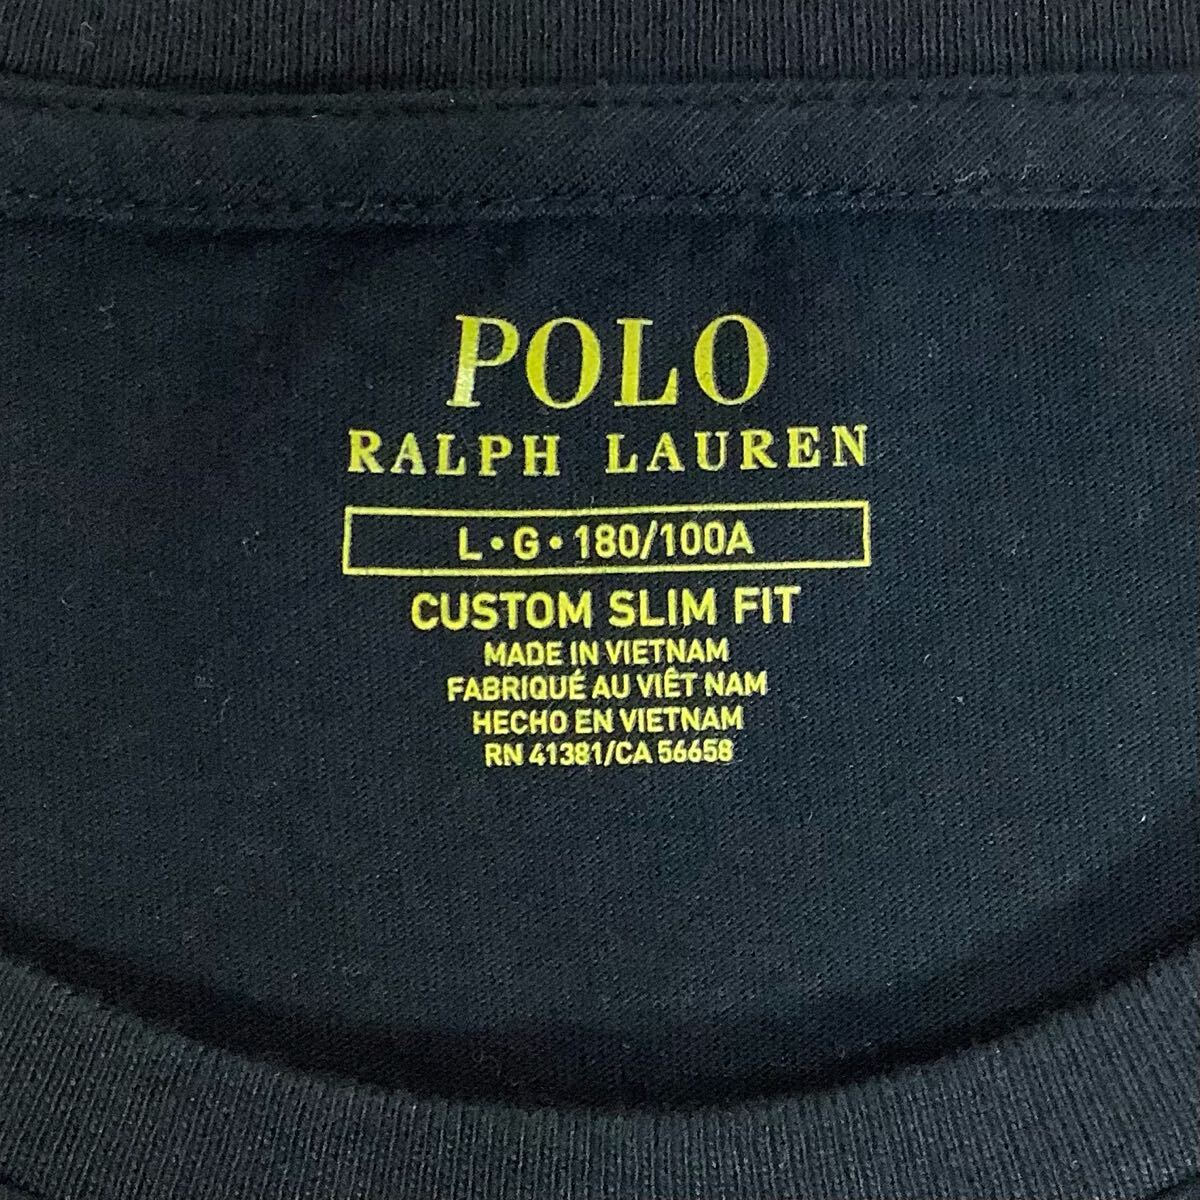 POLO
RALPH LAUREN
L•G•180/100A
CUSTOM SLIM FIT
MADE IN VIETNAM
FABRIQUÉ AU VIÊT NAM
HECHO EN VIETNAM
RN 41381/CA 56658